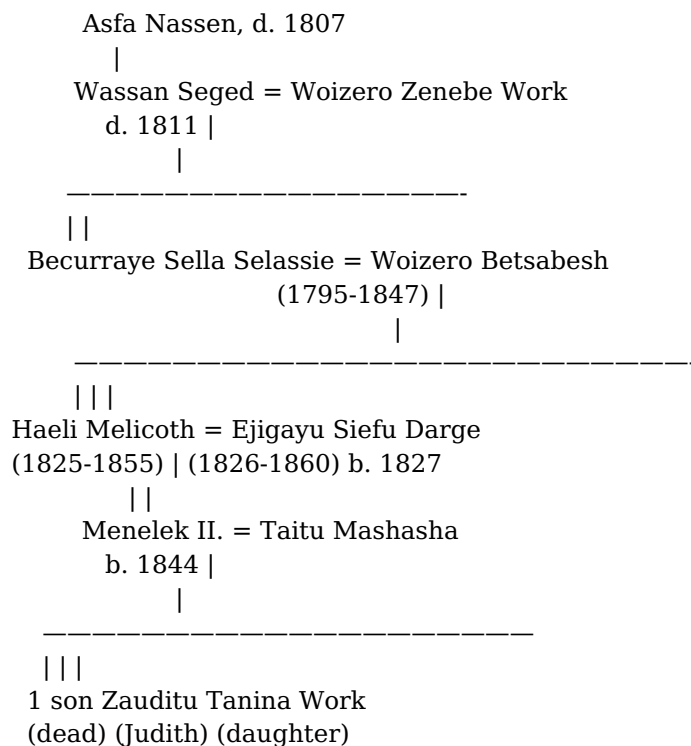 Asfa Nassen, d. 1807
|
Wassan Seged = Woizero Zenebe Work
d. 1811 |
|
————————————————-
| |
Becurraye Sella Selassie = Woizero Betsabesh
(1795-1847) |
|
—————————————————————————-
| | |
Haeli Melicoth = Ejigayu Siefu Darge
(1825-1855) | (1826-1860) b. 1827
| |
Menelek II. = Taitu Mashasha
b. 1844 |
|
————————————————————
| | |
1 son Zauditu Tanina Work
(dead) (Judith) (daughter)